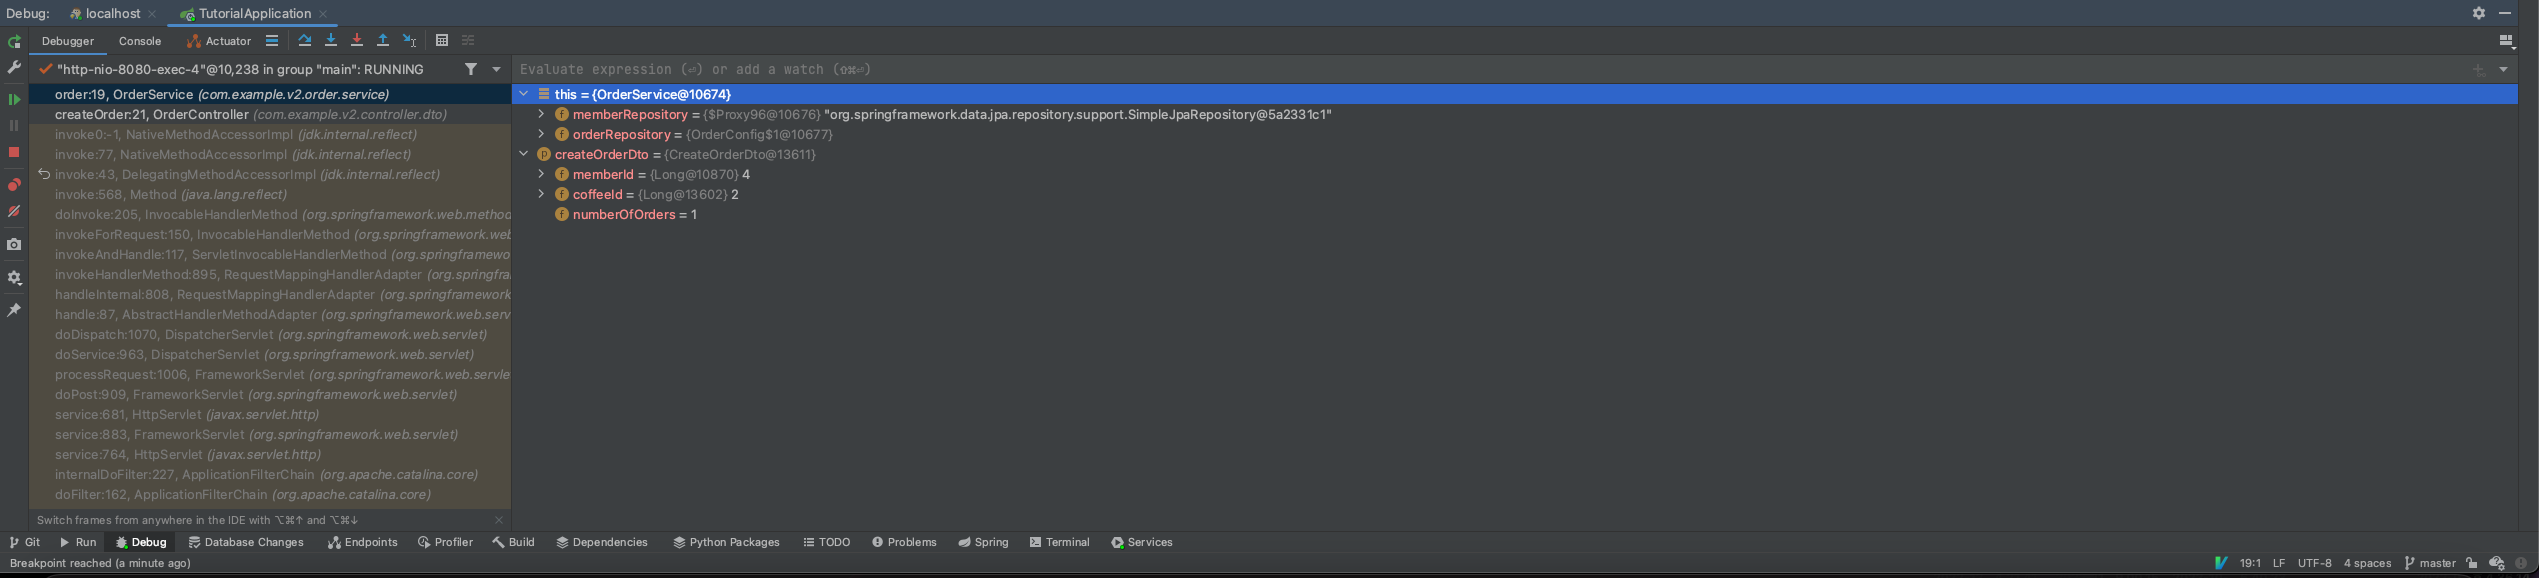 Debug: localhost TutorialApplication
Debugger Console Actuator
"http-nio-8080-exec-4"@10,238 in group "main": RUNNING
Evaluate expression (⏎) or add a watch (⇧⌘⏎)
order:19, OrderService (com.example.v2.order.service)
this = {OrderService@10674}
createOrder:21, OrderController (com.example.v2.controller.dto)
memberRepository = {$Proxy96@10676} "org.springframework.data.jpa.repository.support.SimpleJpaRepository@5a2331c1"
invoke0:-1, NativeMethodAccessorImpl (jdk.internal.reflect)
orderRepository = {OrderConfig$1@10677}
invoke:77, NativeMethodAccessorImpl (jdk.internal.reflect)
createOrderDto = {CreateOrderDto@13611}
invoke:43, DelegatingMethodAccessorImpl (jdk.internal.reflect)
memberId = {Long@10870} 4
invoke:568, Method (java.lang.reflect)
coffeeId = {Long@13602} 2
doInvoke:205, InvocableHandlerMethod (org.springframework.web.method
numberOfOrders = 1
invokeForRequest:150, InvocableHandlerMethod (org.springframework.web
invokeAndHandle:117, ServletInvocableHandlerMethod (org.springframewo
invokeHandlerMethod:895, RequestMappingHandlerAdapter (org.springfra
handleInternal:808, RequestMappingHandlerAdapter (org.springframework
handle:87, AbstractHandlerMethodAdapter (org.springframework.web.serv
doDispatch:1070, DispatcherServlet (org.springframework.web.servlet)
doService:963, DispatcherServlet (org.springframework.web.servlet)
processRequest:1006, FrameworkServlet (org.springframework.web.servle
doPost:909, FrameworkServlet (org.springframework.web.servlet)
service:681, HttpServlet (javax.servlet.http)
service:883, FrameworkServlet (org.springframework.web.servlet)
service:764, HttpServlet (javax.servlet.http)
internalDoFilter:227, ApplicationFilterChain (org.apache.catalina.core)
doFilter:162, ApplicationFilterChain (org.apache.catalina.core)
Switch frames from anywhere in the IDE with ⌥⌘↑ and ⌥⌘↓
Git Run Debug Database Changes Endpoints Profiler Build Dependencies Python Packages TODO Problems Spring Terminal Services
Breakpoint reached (a minute ago) 19:1 LF UTF-8 4 spaces master